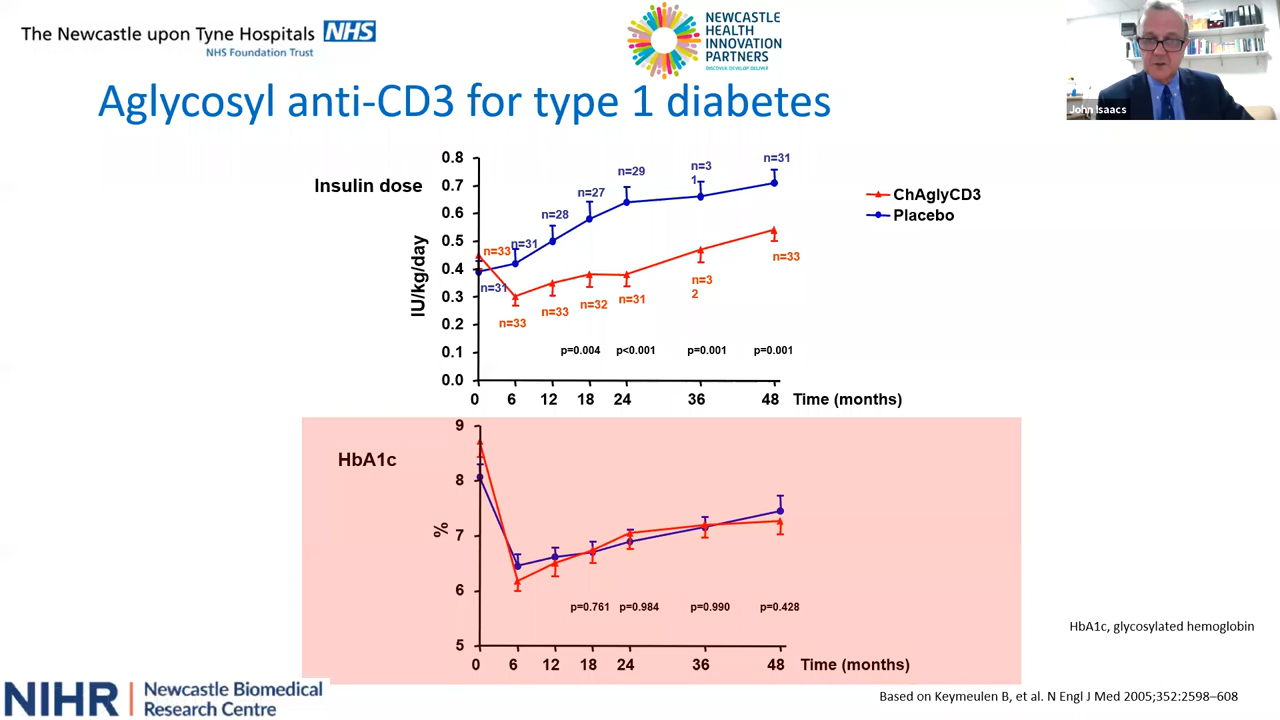 The Newcastle upon Tyne Hospitals NHS
NHS Foundation Trust
NEWCASTLE
HEALTH
INNOVATION
PARTNERS
DISCOVER. DEVELOP. DELIVER.
John Isaacs
Aglycosyl anti-CD3 for type 1 diabetes
Insulin dose
IU/kg/day
0.8
0.7
0.6
0.5
0.4
0.3
0.2
0.1
0.0
n=31
n=31
n=28
n=27
n=29
n=3
1
n=31
n=33
n=33
n=33
n=32
n=31
n=3
2
n=33
p=0.004 p<0.001 p=0.001 p=0.001
0 6 12 18 24 36 48 Time (months)
ChAglyCD3
Placebo
HbA1c
%
9
8
7
6
5
p=0.761 p=0.984 p=0.990 p=0.428
0 6 12 18 24 36 48 Time (months)
HbA1c, glycosylated hemoglobin
NIHR | Newcastle Biomedical
Research Centre
Based on Keymeulen B, et al. N Engl J Med 2005;352:2598–608